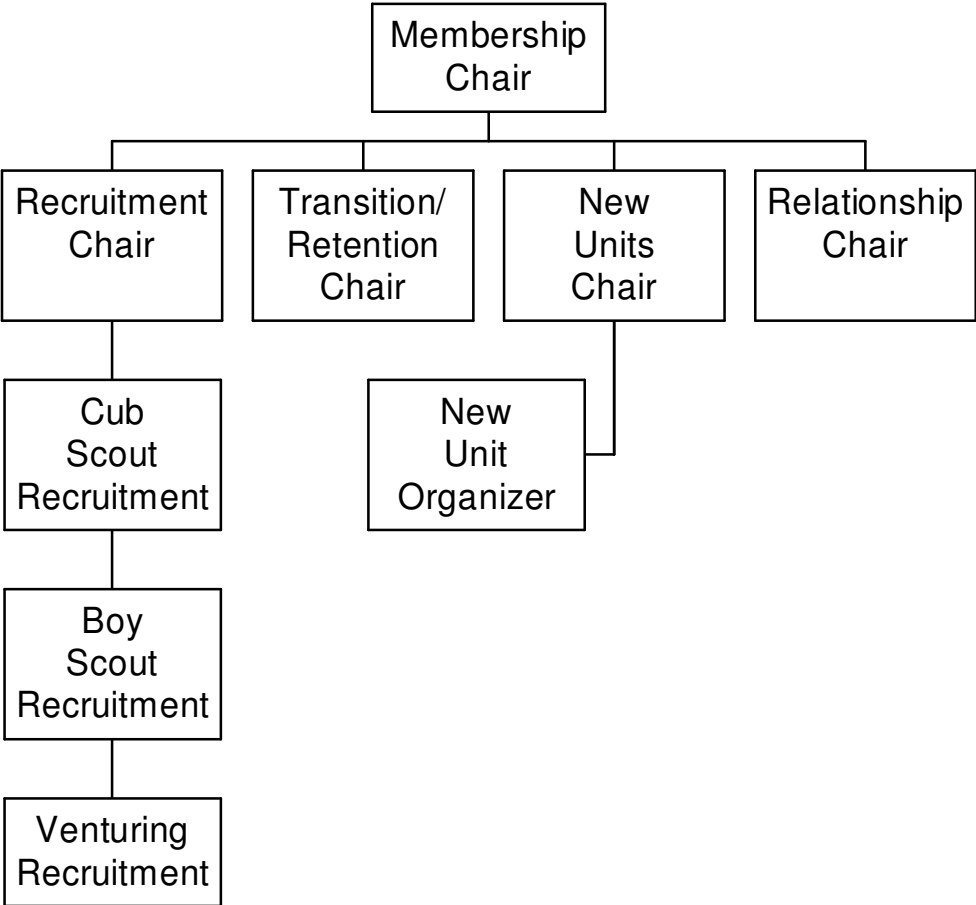 Membership
Chair
Recruitment
Chair
Transition/
Retention
Chair
New
Units
Chair
Relationship
Chair
Cub
Scout
Recruitment
New
Unit
Organizer
Boy
Scout
Recruitment
Venturing
Recruitment